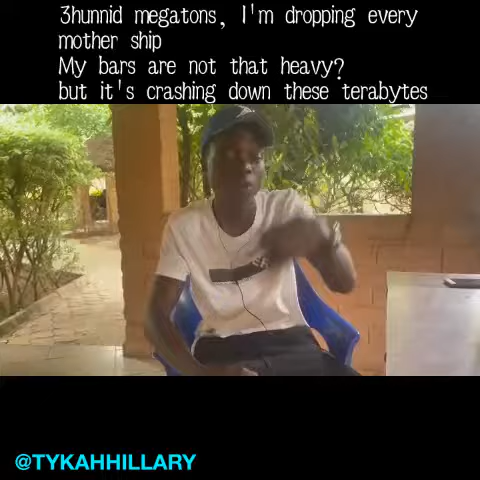 3hunnid megatons, I'm dropping every
mother ship
My bars are not that heavy?
but it's crashing down these terabytes
@TYKAHHILLARY